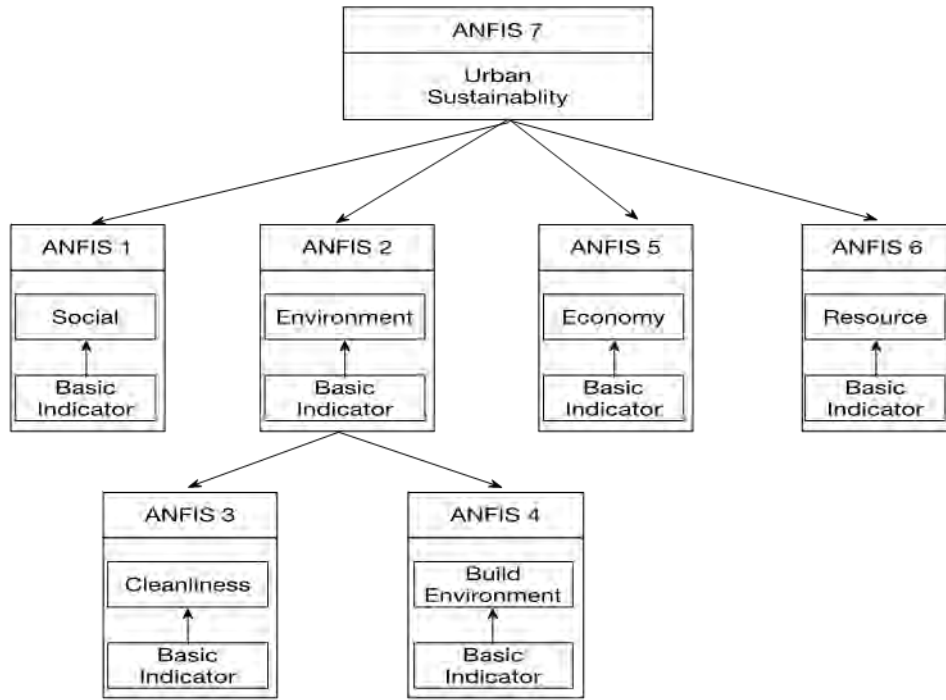 ANFIS 7
Urban
Sustainablity
ANFIS 1
Social
Basic
Indicator
ANFIS 2
Environment
Basic
Indicator
ANFIS 5
Economy
Basic
Indicator
ANFIS 6
Resource
Basic
Indicator
ANFIS 3
Cleanliness
Basic
Indicator
ANFIS 4
Build
Environment
Basic
Indicator